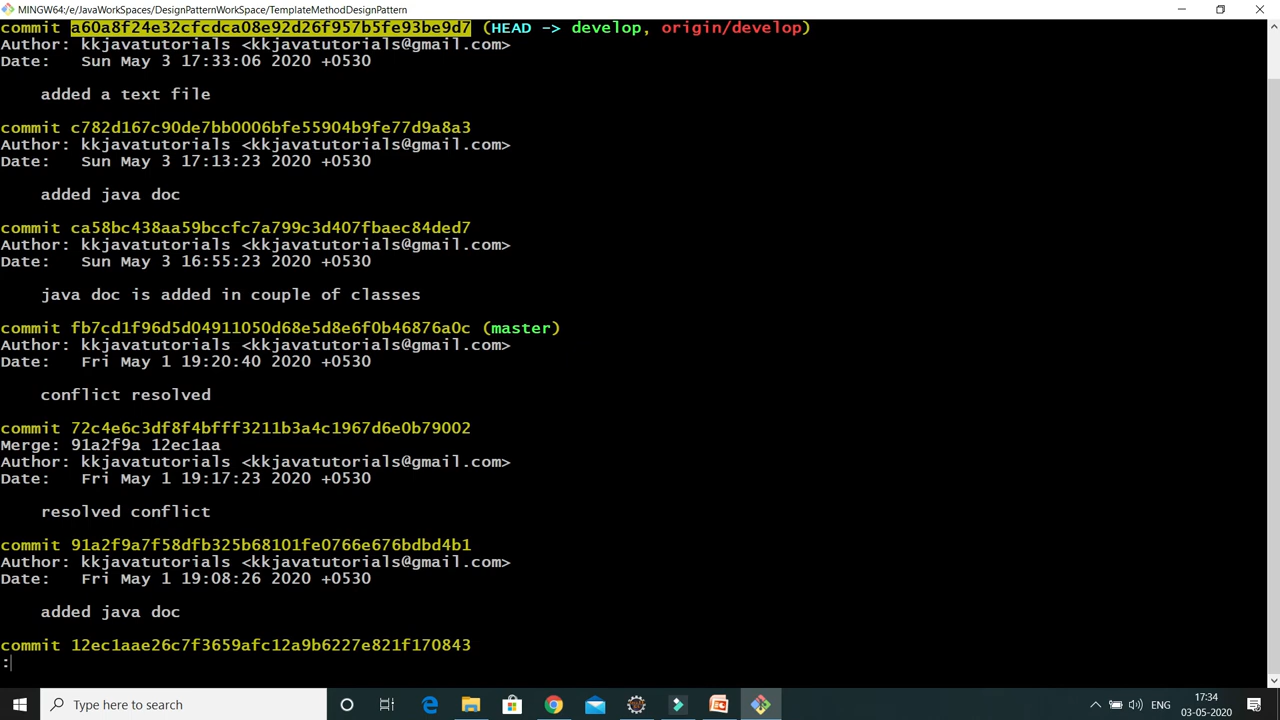 MINGW64:/e/JavaWorkSpaces/DesignPatternWorkSpace/TemplateMethodDesignPattern
commit a60a8f24e32cfcdca08e92d26f957b5fe93be9d7 (HEAD -> develop, origin/develop)
Author: kkjavatutorials <kkjavatutorials@gmail.com>
Date:   Sun May 3 17:33:06 2020 +0530
added a text file
commit c782d167c90de7bb0006bfe55904b9fe77d9a8a3
Author: kkjavatutorials <kkjavatutorials@gmail.com>
Date:   Sun May 3 17:13:23 2020 +0530
added java doc
commit ca58bc438aa59bccfc7a799c3d407fbaec84ded7
Author: kkjavatutorials <kkjavatutorials@gmail.com>
Date:   Sun May 3 16:55:23 2020 +0530
java doc is added in couple of classes
commit fb7cd1f96d5d04911050d68e5d8e6f0b46876a0c (master)
Author: kkjavatutorials <kkjavatutorials@gmail.com>
Date:   Fri May 1 19:20:40 2020 +0530
conflict resolved
commit 72c4e6c3df8f4bfff3211b3a4c1967d6e0b79002
Merge: 91a2f9a 12ec1aa
Author: kkjavatutorials <kkjavatutorials@gmail.com>
Date:   Fri May 1 19:17:23 2020 +0530
resolved conflict
commit 91a2f9a7f58dfb325b68101fe0766e676bdbd4b1
Author: kkjavatutorials <kkjavatutorials@gmail.com>
Date:   Fri May 1 19:08:26 2020 +0530
added java doc
commit 12ec1aae26c7f3659afc12a9b6227e821f170843
:
Type here to search
ENG
17:34
03-05-2020